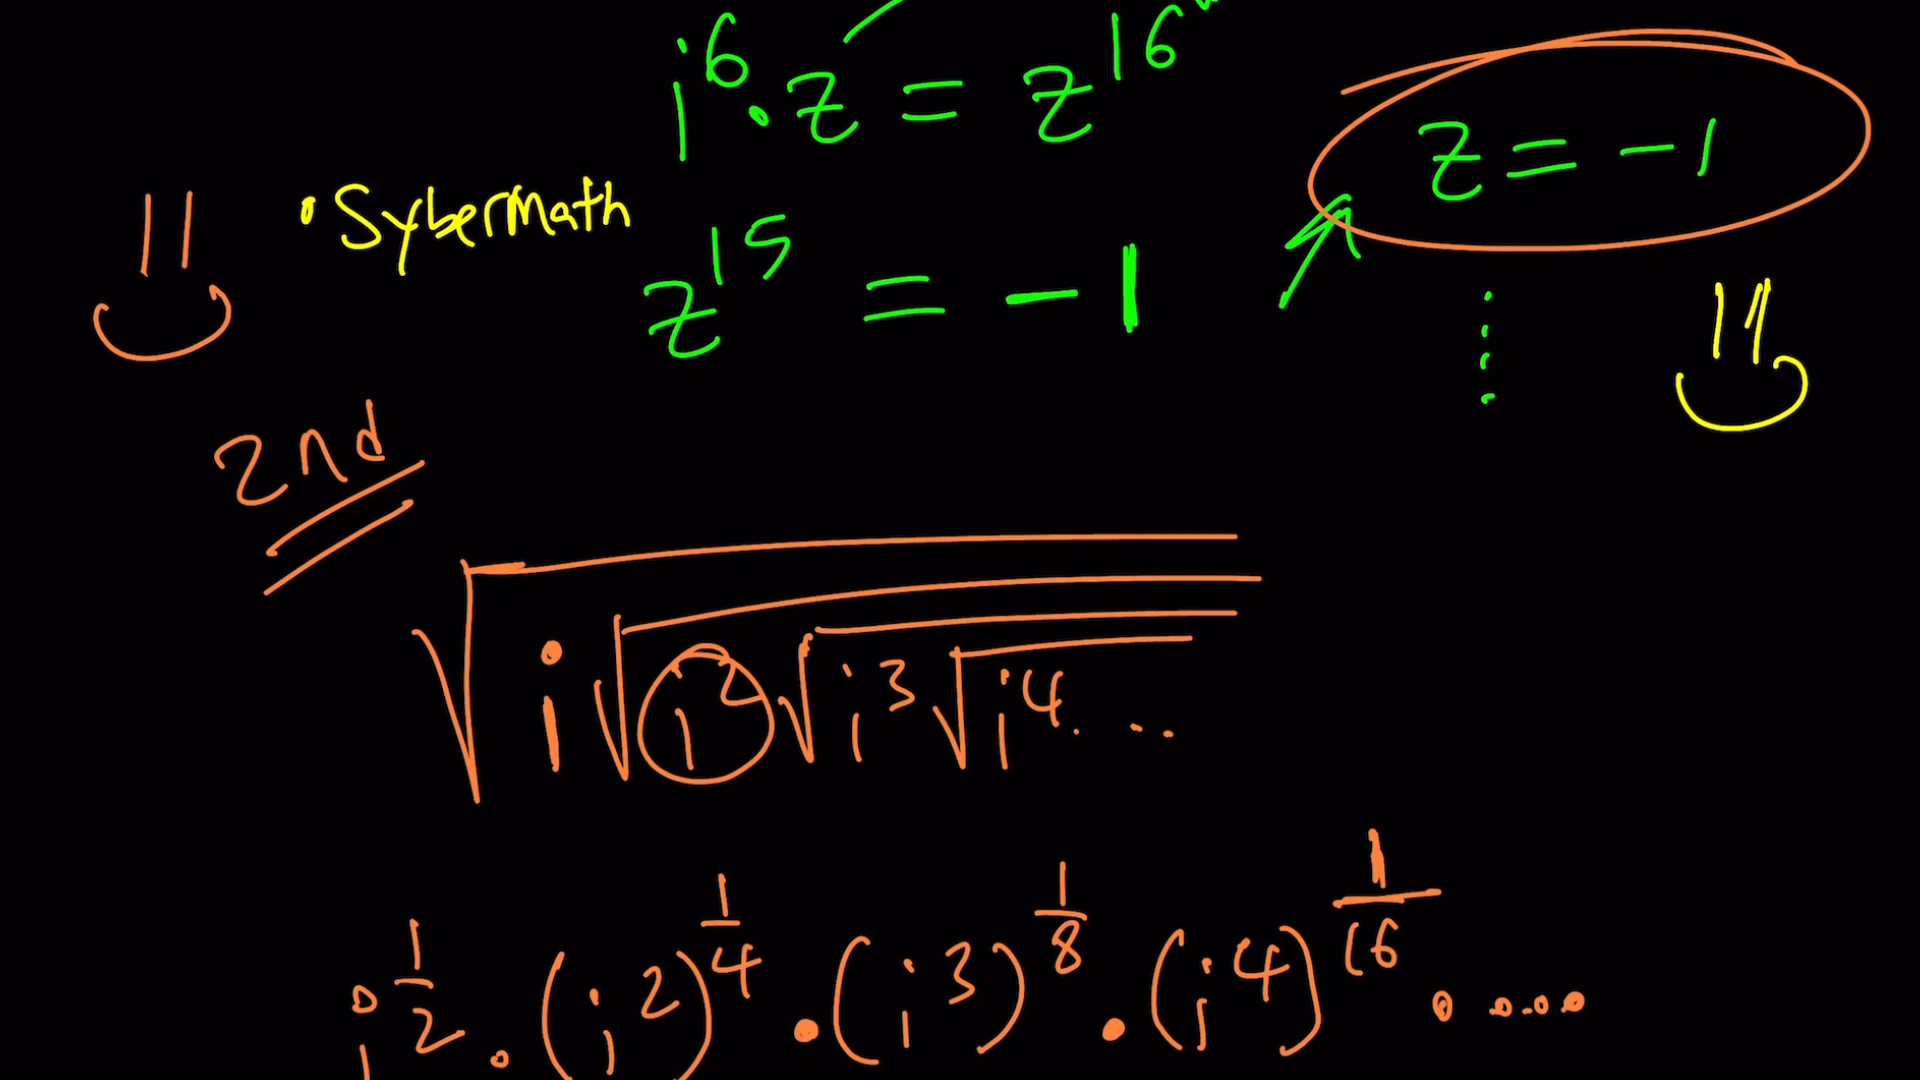 i⁶ · z = z¹⁶
z = -1
• SyberMath
z¹⁵ = -1
2nd
√(i√(i²√(i³√(i⁴. ...
i^(1/2) · (i²)^(1/4) · (i³)^(1/8) · (i⁴)^(1/16) · ....